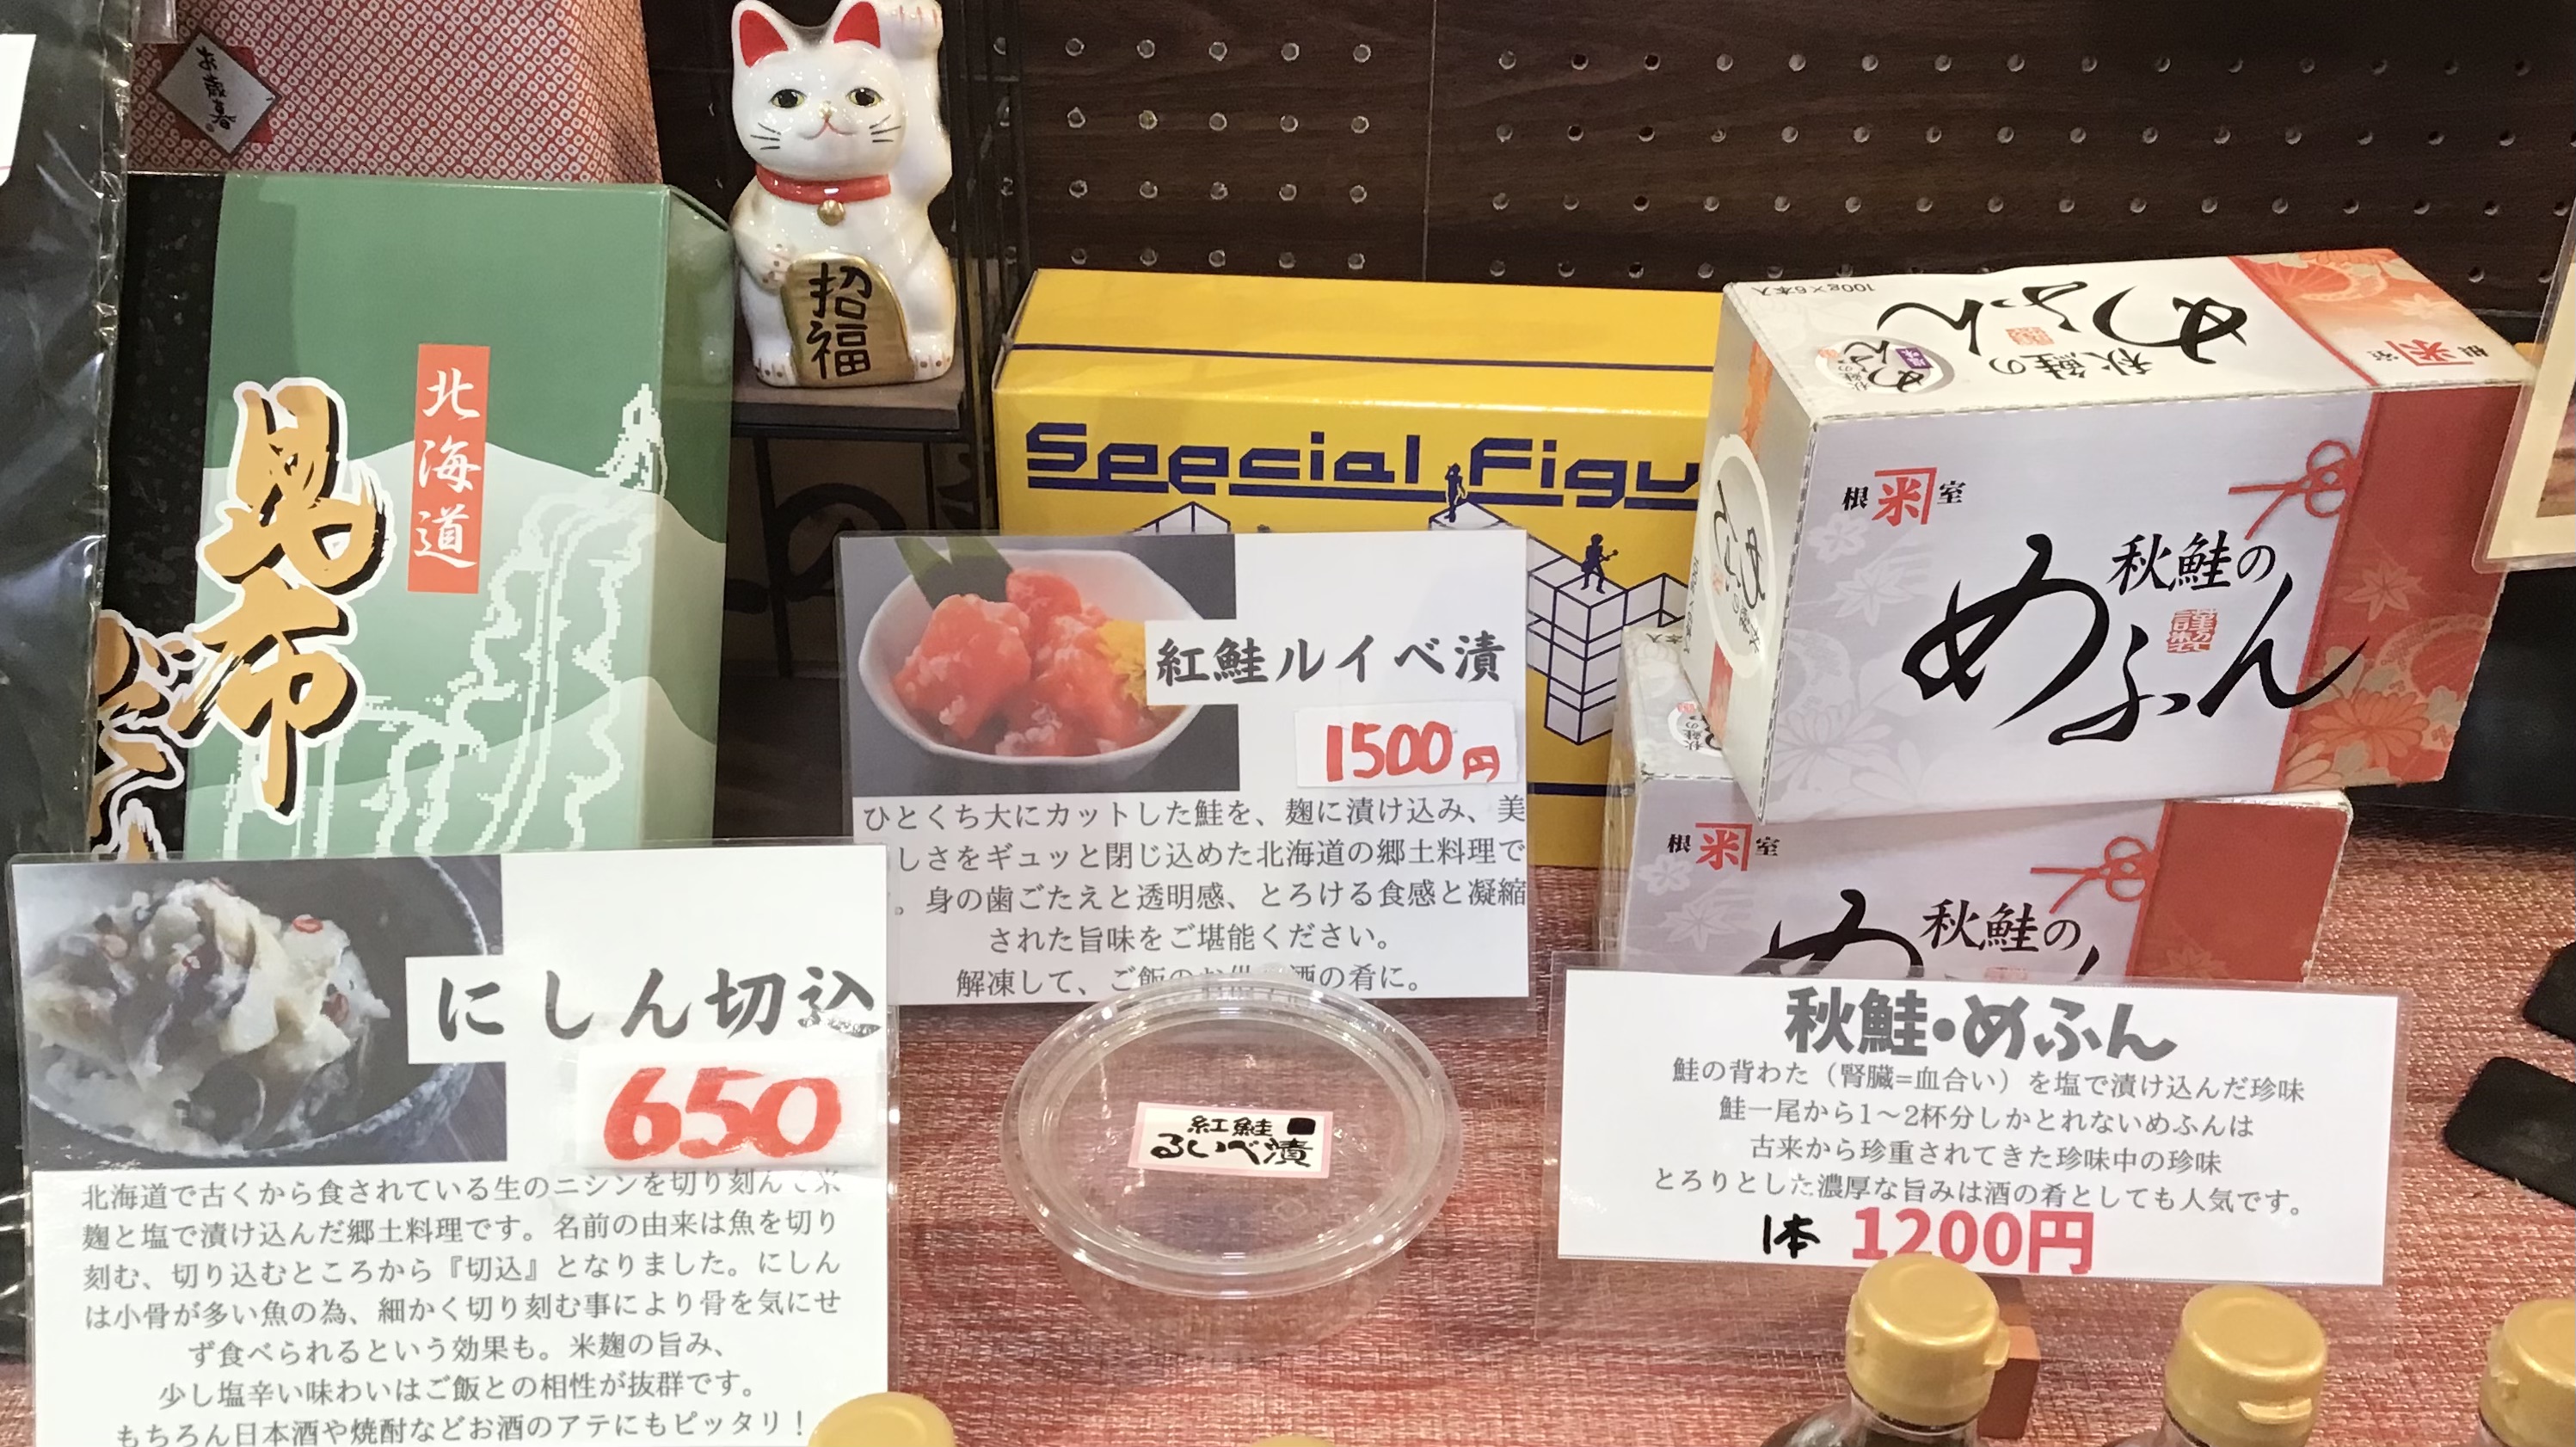 お歳暮
招福
北海道
昆布
Special Figu
100g×6本入
めふん
秋鮭の
根 米 室
根 米 室
秋鮭の
めふん
謹製
根 米 室
秋鮭の
紅鮭ルイベ漬
1500円
ひとくち大にカットした鮭を、麹に漬け込み、美
しさをギュッと閉じ込めた北海道の郷土料理で
。身の歯ごたえと透明感、とろける食感と凝縮
された旨味をご堪能ください。
解凍して、ご飯のお供 酒の肴に。
にしん切込
650
北海道で古くから食されている生のニシンを切り刻んで米
麹と塩で漬け込んだ郷土料理です。名前の由来は魚を切り
刻む、切り込むところから『切込』となりました。にしん
は小骨が多い魚の為、細かく切り刻む事により骨を気にせ
ず食べられるという効果も。米麹の旨み、
少し塩辛い味わいはご飯との相性が抜群です。
もちろん日本酒や焼酎などお酒のアテにもピッタリ！
紅鮭
るいべ漬
秋鮭・めふん
鮭の背わた（腎臓=血合い）を塩で漬け込んだ珍味
鮭一尾から1～2杯分しかとれないめふんは
古来から珍重されてきた珍味中の珍味
とろりとした濃厚な旨みは酒の肴としても人気です。
1本 1200円